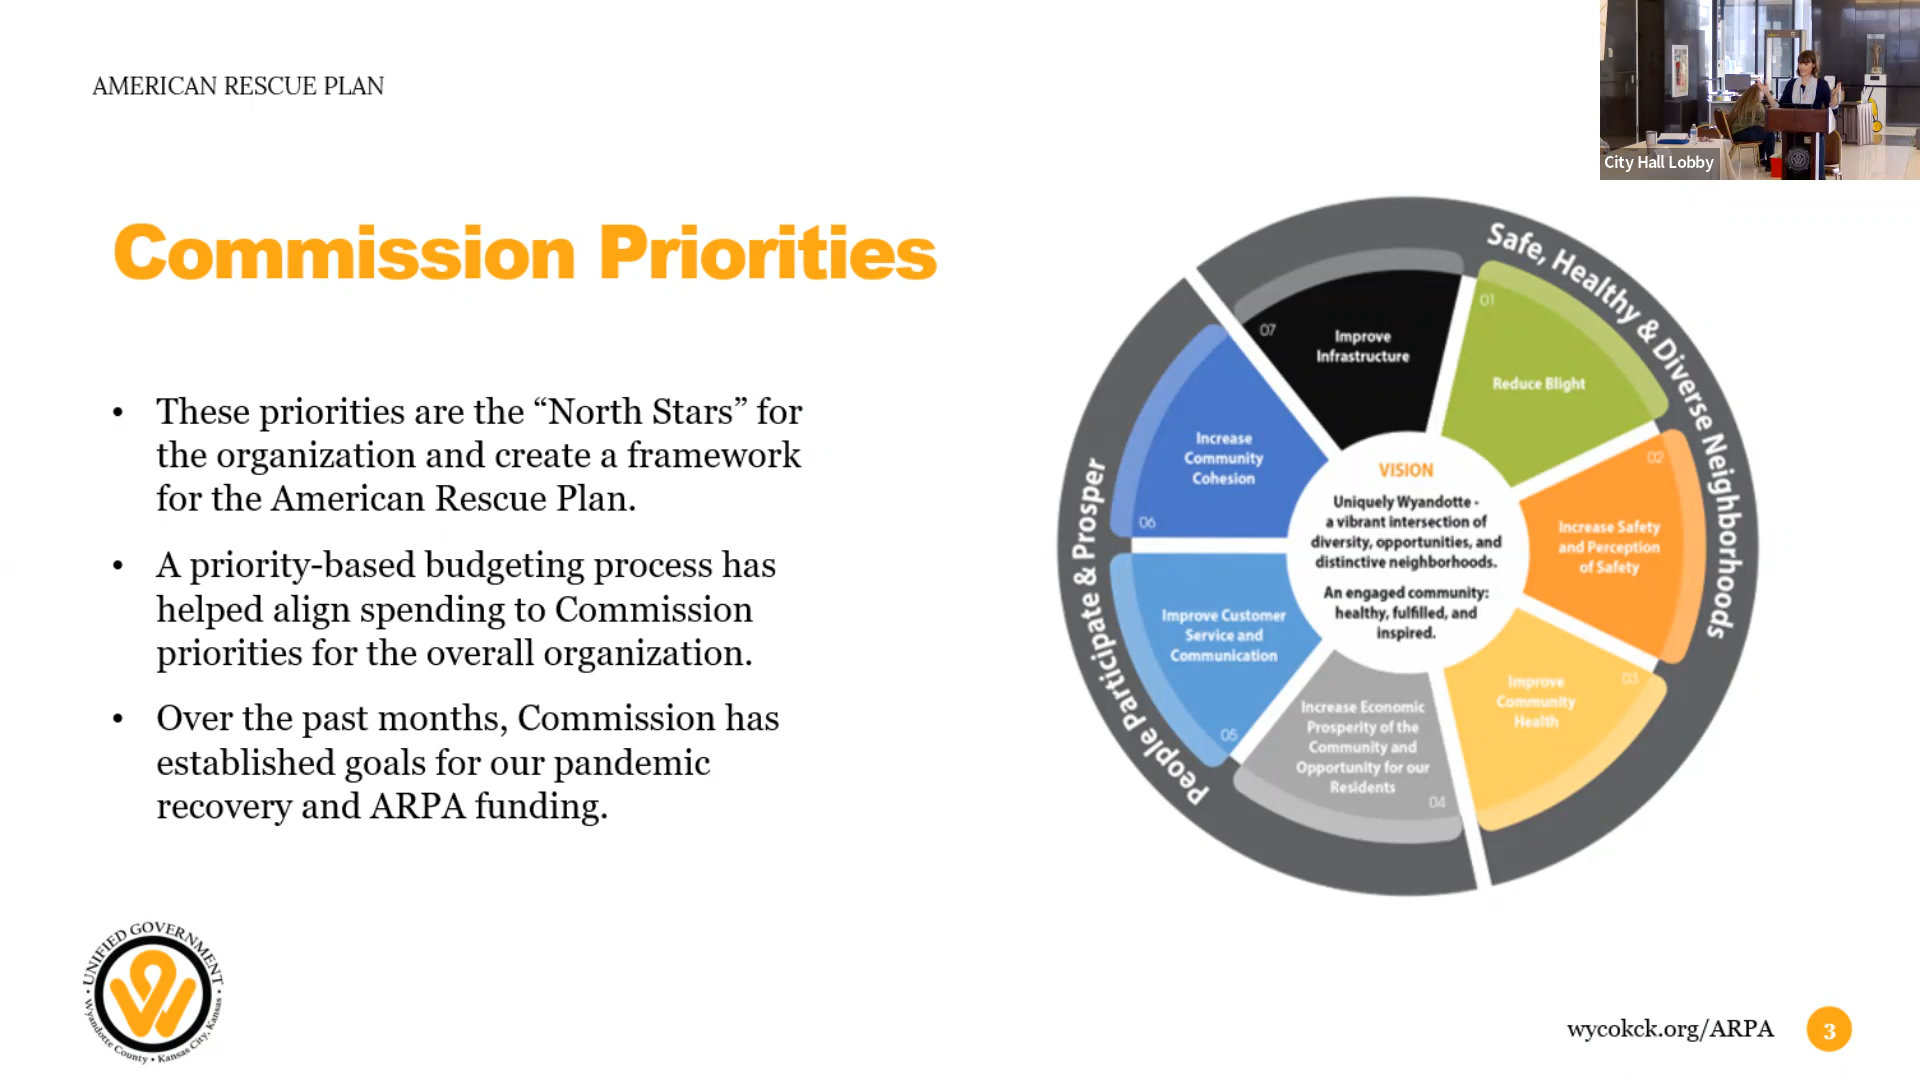 AMERICAN RESCUE PLAN
City Hall Lobby
Commission Priorities
• These priorities are the “North Stars” for
the organization and create a framework
for the American Rescue Plan.
• A priority-based budgeting process has
helped align spending to Commission
priorities for the overall organization.
• Over the past months, Commission has
established goals for our pandemic
recovery and ARPA funding.
Safe, Healthy & Diverse Neighborhoods
01
Reduce Blight
02
Increase Safety
and Perception
of Safety
03
Improve
Community
Health
Increase Economic
Prosperity of the
Community and
Opportunity for our
Residents
04
People Participate & Prosper
Improve Customer
Service and
Communication
05
Increase
Community
Cohesion
06
07
Improve
Infrastructure
VISION
Uniquely Wyandotte -
a vibrant intersection of
diversity, opportunities, and
distinctive neighborhoods.
An engaged community:
healthy, fulfilled, and
inspired.
• UNIFIED GOVERNMENT •
Wyandotte County • Kansas City, Kansas
wycokck.org/ARPA
3